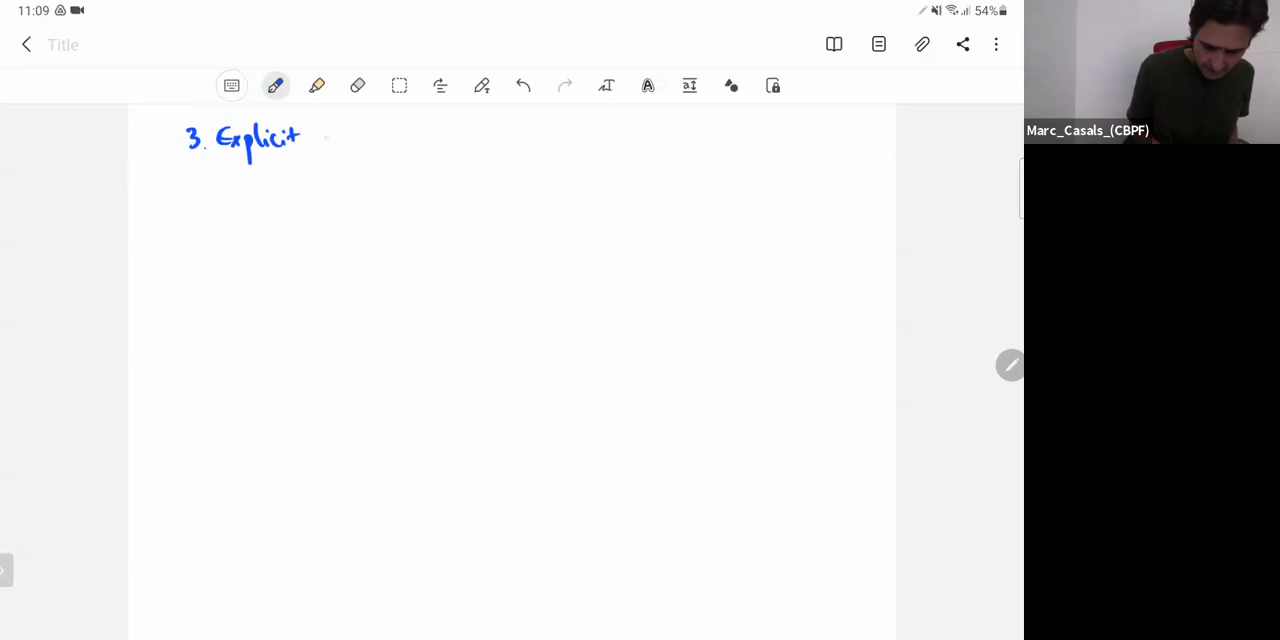 11:09
54%
Title
3. Explicit
Marc_Casals_(CBPF)